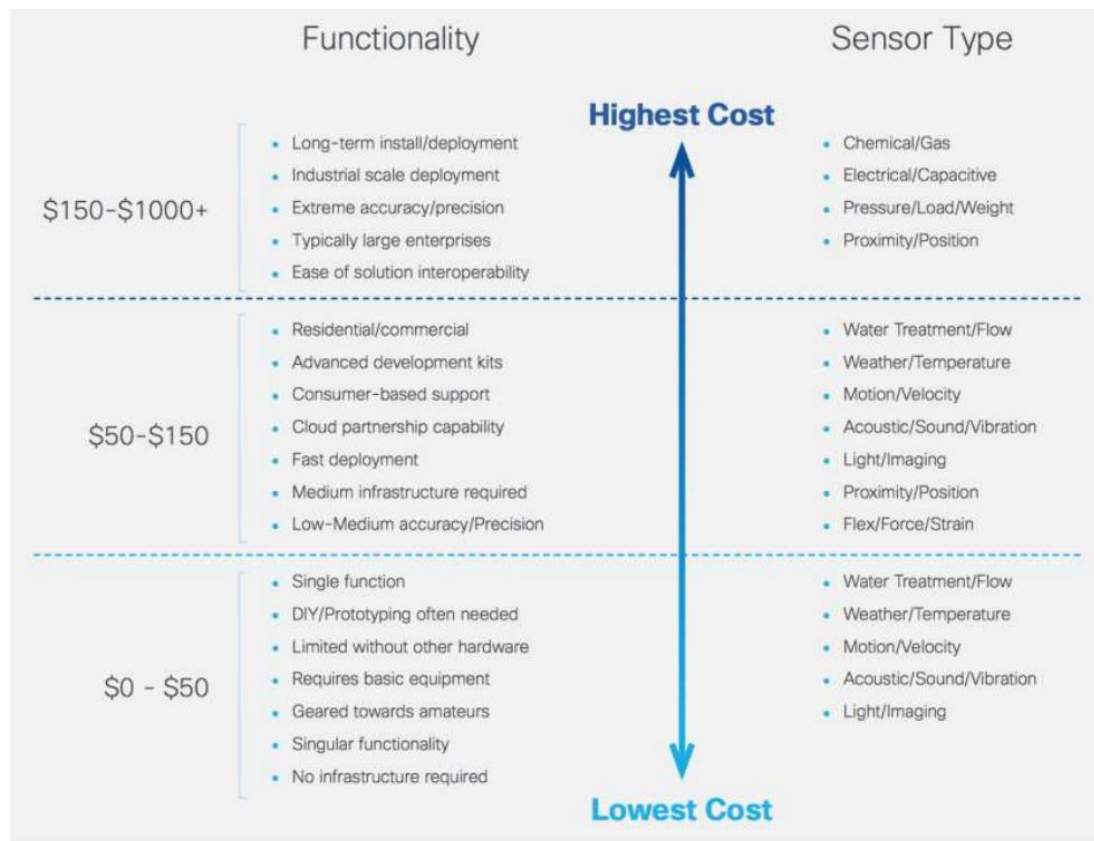 Functionality
Sensor Type
Highest Cost
$150-$1000+
• Long-term install/deployment
• Industrial scale deployment
• Extreme accuracy/precision
• Typically large enterprises
• Ease of solution interoperability
• Chemical/Gas
• Electrical/Capacitive
• Pressure/Load/Weight
• Proximity/Position
$50-$150
• Residential/commercial
• Advanced development kits
• Consumer-based support
• Cloud partnership capability
• Fast deployment
• Medium infrastructure required
• Low-Medium accuracy/Precision
• Water Treatment/Flow
• Weather/Temperature
• Motion/Velocity
• Acoustic/Sound/Vibration
• Light/Imaging
• Proximity/Position
• Flex/Force/Strain
$0 - $50
• Single function
• DIY/Prototyping often needed
• Limited without other hardware
• Requires basic equipment
• Geared towards amateurs
• Singular functionality
• No infrastructure required
• Water Treatment/Flow
• Weather/Temperature
• Motion/Velocity
• Acoustic/Sound/Vibration
• Light/Imaging
Lowest Cost